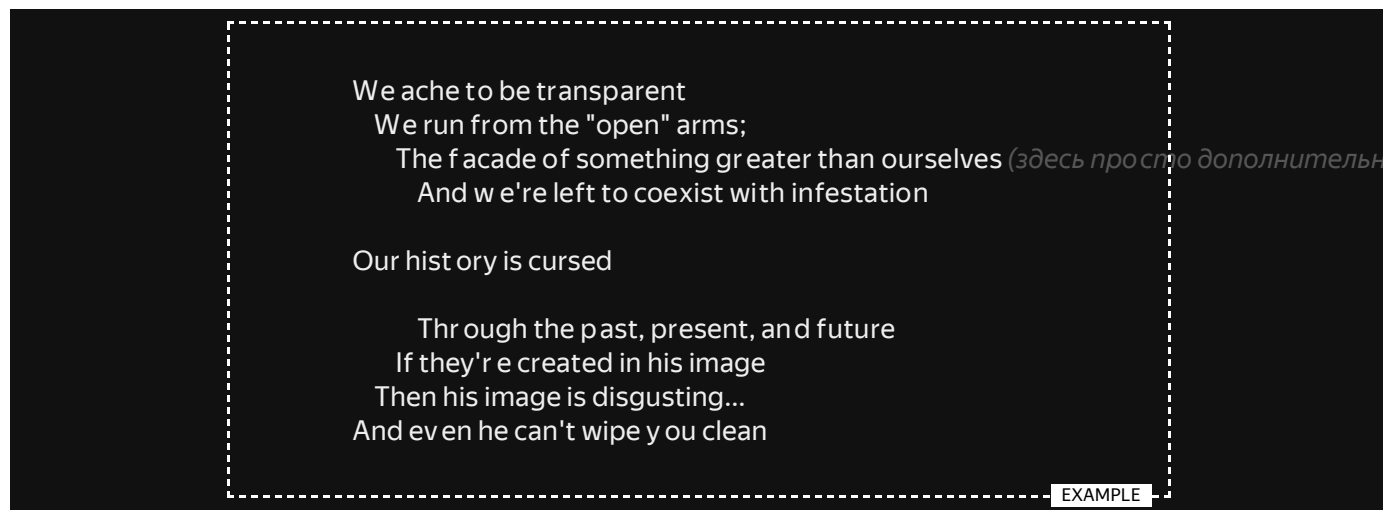 We ache to be transparent
We run from the "open" arms;
The facade of something greater than ourselves (здесь просто дополнительн
And we're left to coexist with infestation
Our history is cursed
Through the past, present, and future
If they're created in his image
Then his image is disgusting...
And even he can't wipe you clean
EXAMPLE